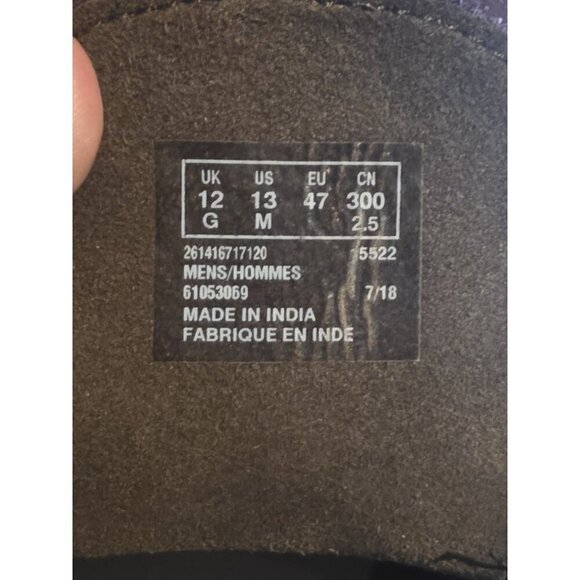 UK US EU CN
12 13 47 300
G M 2.5
261416717120 5522
MENS/HOMMES
61053069 7/18
MADE IN INDIA
FABRIQUE EN INDE